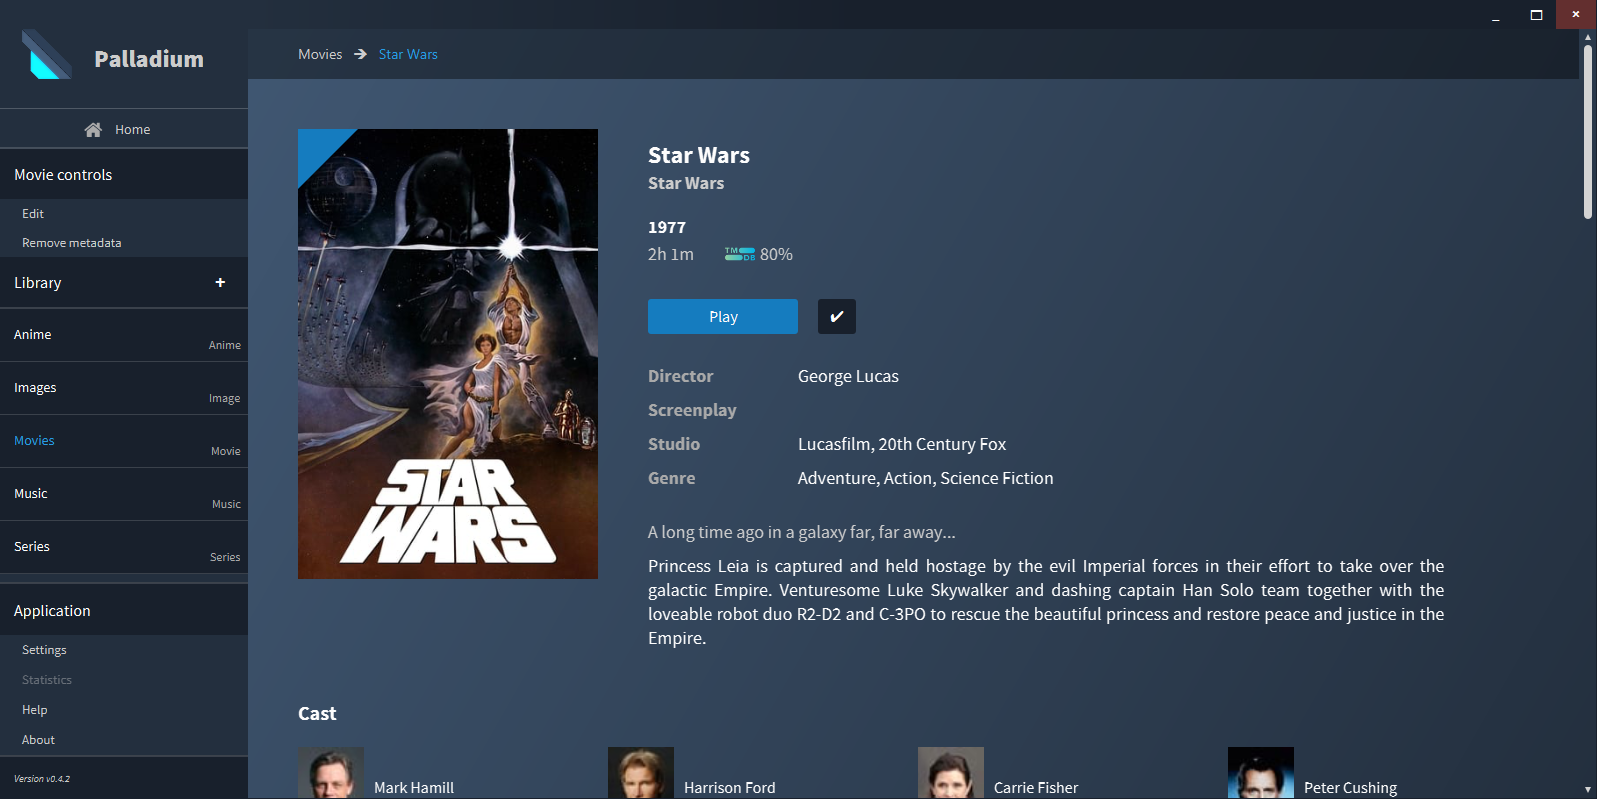 Palladium
Home
Movie controls
Edit
Remove metadata
Library
Anime
Anime
Images
Image
Movies
Movie
Music
Music
Series
Series
Application
Settings
Statistics
Help
About
Version v0.4.2
Movies → Star Wars
STAR
WARS
Star Wars
Star Wars
1977
2h 1m TMDB 80%
Play ✔
Director George Lucas
Screenplay
Studio Lucasfilm, 20th Century Fox
Genre Adventure, Action, Science Fiction
A long time ago in a galaxy far, far away...
Princess Leia is captured and held hostage by the evil Imperial forces in their effort to take over the
galactic Empire. Venturesome Luke Skywalker and dashing captain Han Solo team together with the
loveable robot duo R2-D2 and C-3PO to rescue the beautiful princess and restore peace and justice in the
Empire.
Cast
Mark Hamill
Harrison Ford
Carrie Fisher
Peter Cushing